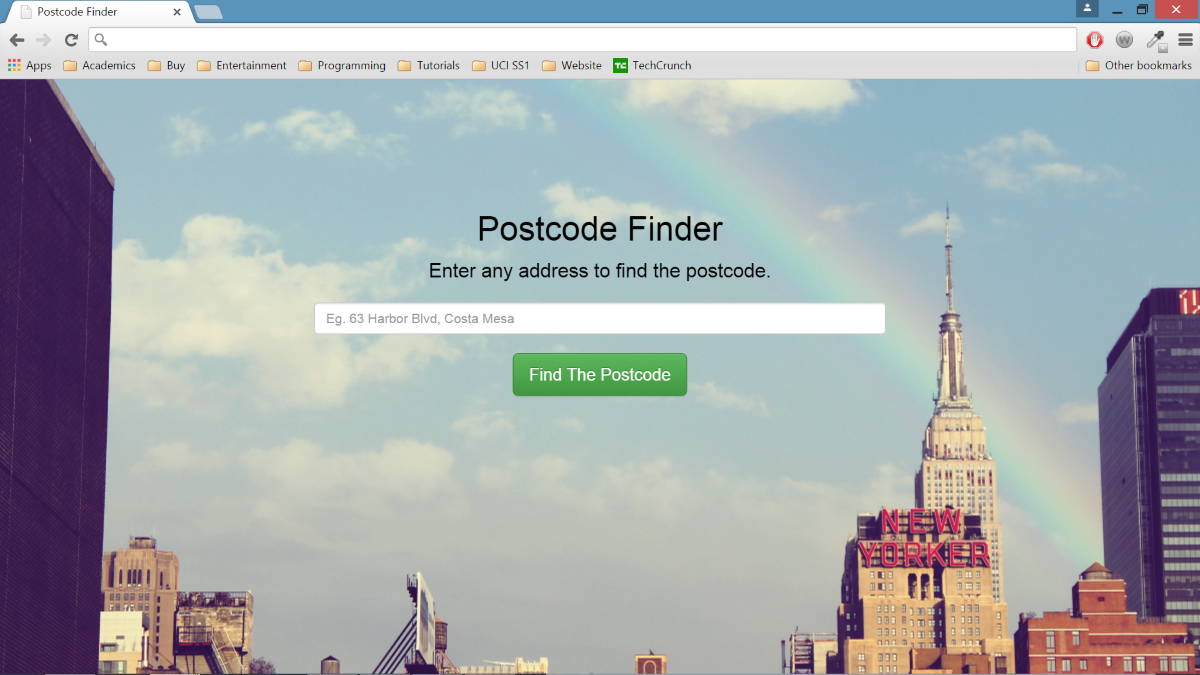 Postcode Finder
Apps Academics Buy Entertainment Programming Tutorials UCI SS1 Website TC TechCrunch Other bookmarks
Postcode Finder
Enter any address to find the postcode.
Eg. 63 Harbor Blvd, Costa Mesa
Find The Postcode
NEW
YORKER